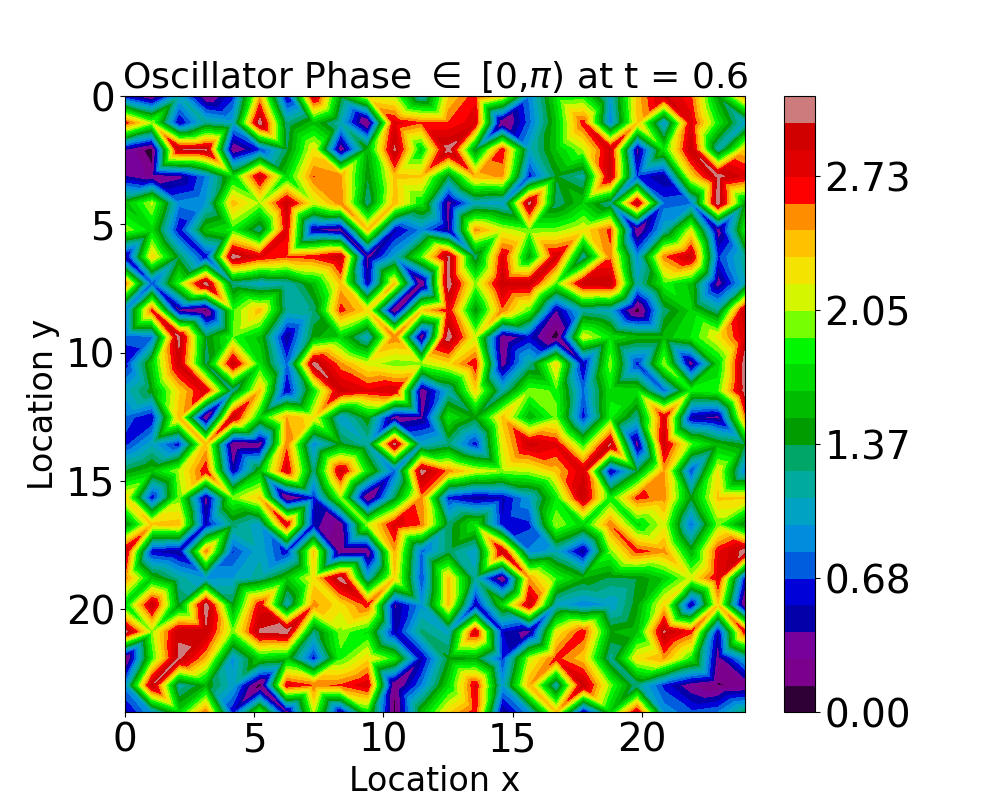 Oscillator Phase ∈ [0,π) at t = 0.6
0
5
10
15
20
Location y
0 5 10 15 20
Location x
2.73
2.05
1.37
0.68
0.00